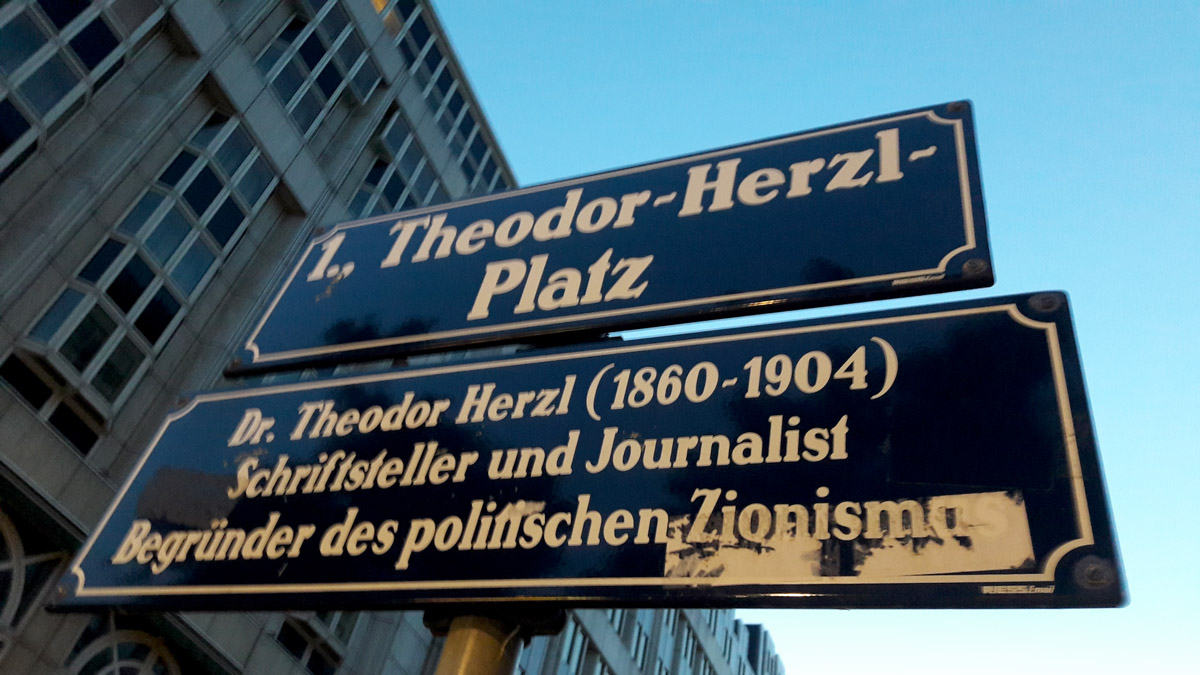 1., Theodor-Herzl-
Platz
Dr. Theodor Herzl (1860-1904)
Schriftsteller und Journalist
Begründer des politischen Zionismus